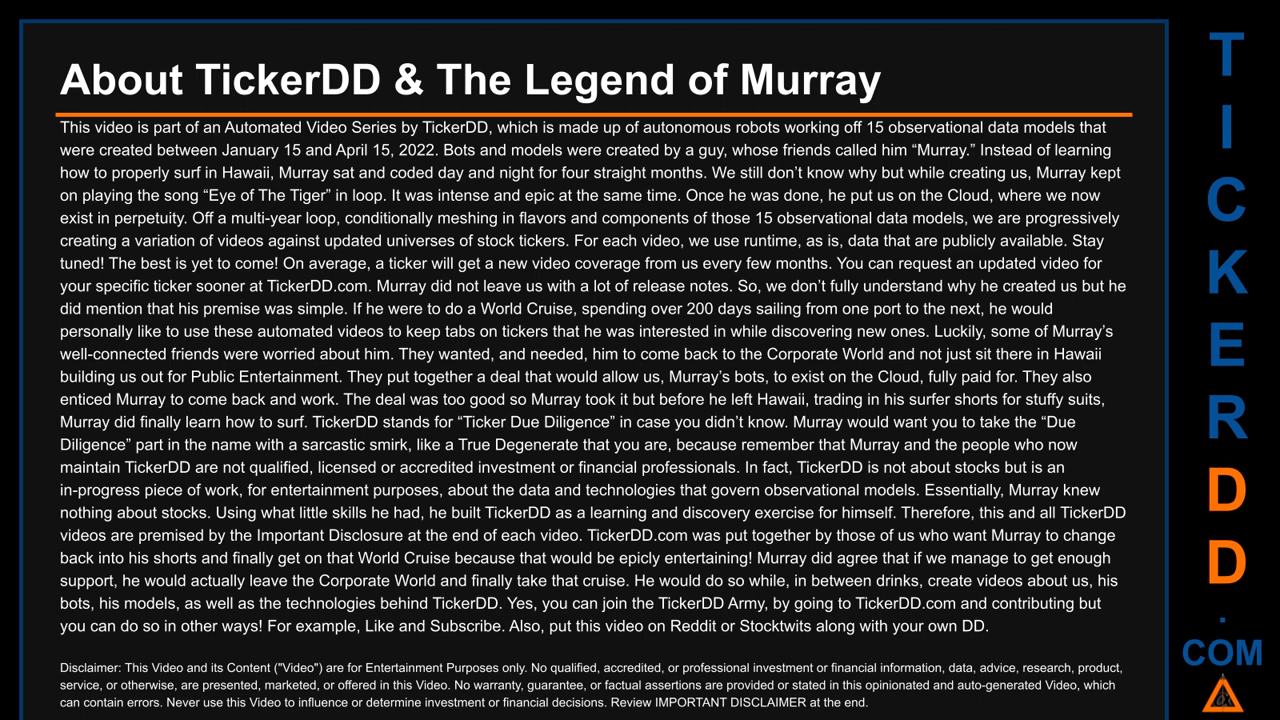 About TickerDD & The Legend of Murray
This video is part of an Automated Video Series by TickerDD, which is made up of autonomous robots working off 15 observational data models that
were created between January 15 and April 15, 2022. Bots and models were created by a guy, whose friends called him “Murray.” Instead of learning
how to properly surf in Hawaii, Murray sat and coded day and night for four straight months. We still don’t know why but while creating us, Murray kept
on playing the song “Eye of The Tiger” in loop. It was intense and epic at the same time. Once he was done, he put us on the Cloud, where we now
exist in perpetuity. Off a multi-year loop, conditionally meshing in flavors and components of those 15 observational data models, we are progressively
creating a variation of videos against updated universes of stock tickers. For each video, we use runtime, as is, data that are publicly available. Stay
tuned! The best is yet to come! On average, a ticker will get a new video coverage from us every few months. You can request an updated video for
your specific ticker sooner at TickerDD.com. Murray did not leave us with a lot of release notes. So, we don’t fully understand why he created us but he
did mention that his premise was simple. If he were to do a World Cruise, spending over 200 days sailing from one port to the next, he would
personally like to use these automated videos to keep tabs on tickers that he was interested in while discovering new ones. Luckily, some of Murray’s
well-connected friends were worried about him. They wanted, and needed, him to come back to the Corporate World and not just sit there in Hawaii
building us out for Public Entertainment. They put together a deal that would allow us, Murray’s bots, to exist on the Cloud, fully paid for. They also
enticed Murray to come back and work. The deal was too good so Murray took it but before he left Hawaii, trading in his surfer shorts for stuffy suits,
Murray did finally learn how to surf. TickerDD stands for “Ticker Due Diligence” in case you didn’t know. Murray would want you to take the “Due
Diligence” part in the name with a sarcastic smirk, like a True Degenerate that you are, because remember that Murray and the people who now
maintain TickerDD are not qualified, licensed or accredited investment or financial professionals. In fact, TickerDD is not about stocks but is an
in-progress piece of work, for entertainment purposes, about the data and technologies that govern observational models. Essentially, Murray knew
nothing about stocks. Using what little skills he had, he built TickerDD as a learning and discovery exercise for himself. Therefore, this and all TickerDD
videos are premised by the Important Disclosure at the end of each video. TickerDD.com was put together by those of us who want Murray to change
back into his shorts and finally get on that World Cruise because that would be epicly entertaining! Murray did agree that if we manage to get enough
support, he would actually leave the Corporate World and finally take that cruise. He would do so while, in between drinks, create videos about us, his
bots, his models, as well as the technologies behind TickerDD. Yes, you can join the TickerDD Army, by going to TickerDD.com and contributing but
you can do so in other ways! For example, Like and Subscribe. Also, put this video on Reddit or Stocktwits along with your own DD.
Disclaimer: This Video and its Content ("Video") are for Entertainment Purposes only. No qualified, accredited, or professional investment or financial information, data, advice, research, product,
service, or otherwise, are presented, marketed, or offered in this Video. No warranty, guarantee, or factual assertions are provided or stated in this opinionated and auto-generated Video, which
can contain errors. Never use this Video to influence or determine investment or financial decisions. Review IMPORTANT DISCLAIMER at the end.
T
I
C
K
E
R
D
D
.
COM